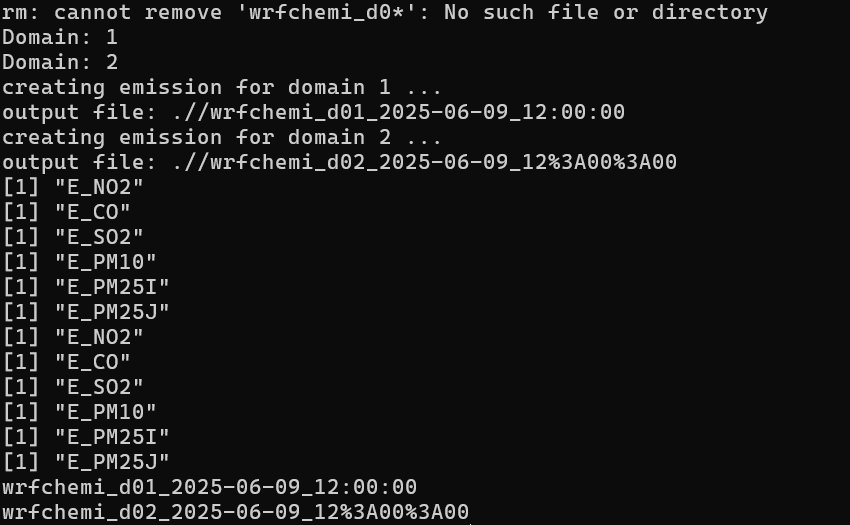 rm: cannot remove 'wrfchemi_d0*': No such file or directory
Domain: 1
Domain: 2
creating emission for domain 1 ...
output file: .//wrfchemi_d01_2025-06-09_12:00:00
creating emission for domain 2 ...
output file: .//wrfchemi_d02_2025-06-09_12%3A00%3A00
[1] "E_NO2"
[1] "E_CO"
[1] "E_SO2"
[1] "E_PM10"
[1] "E_PM25I"
[1] "E_PM25J"
[1] "E_NO2"
[1] "E_CO"
[1] "E_SO2"
[1] "E_PM10"
[1] "E_PM25I"
[1] "E_PM25J"
wrfchemi_d01_2025-06-09_12:00:00
wrfchemi_d02_2025-06-09_12%3A00%3A00